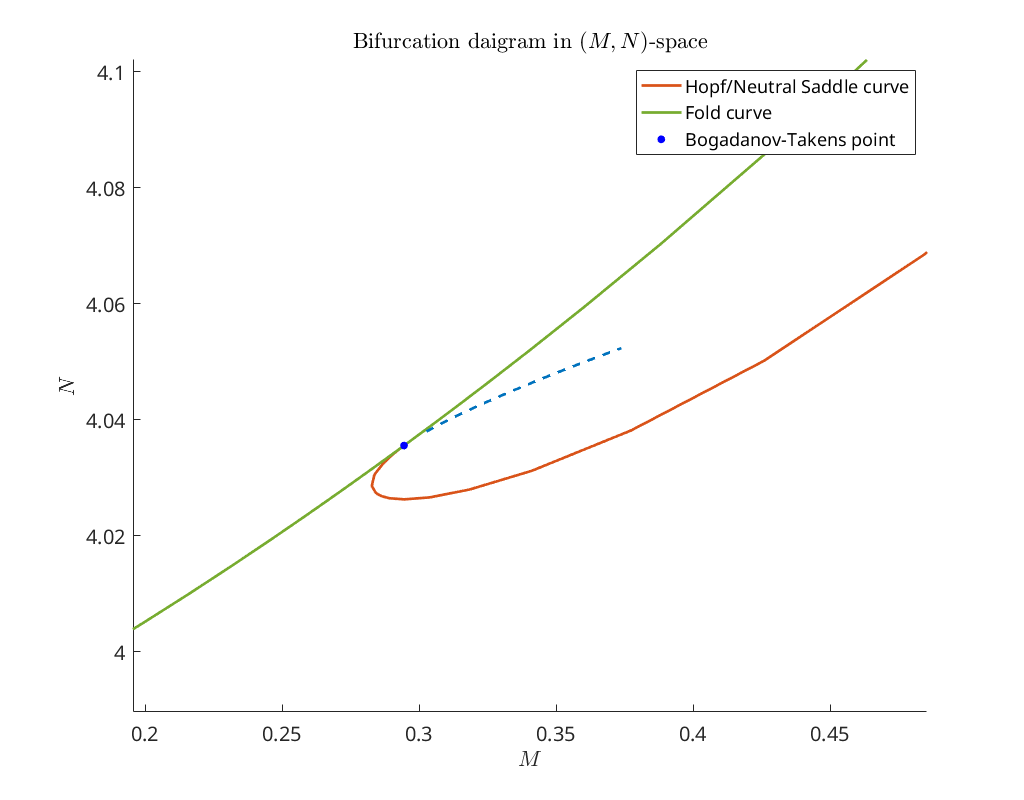 Bifurcation daigram in (M, N)-space
4.1
4.08
4.06
4.04
4.02
4
N
Hopf/Neutral Saddle curve
Fold curve
Bogadanov-Takens point
0.2 0.25 0.3 0.35 0.4 0.45
M